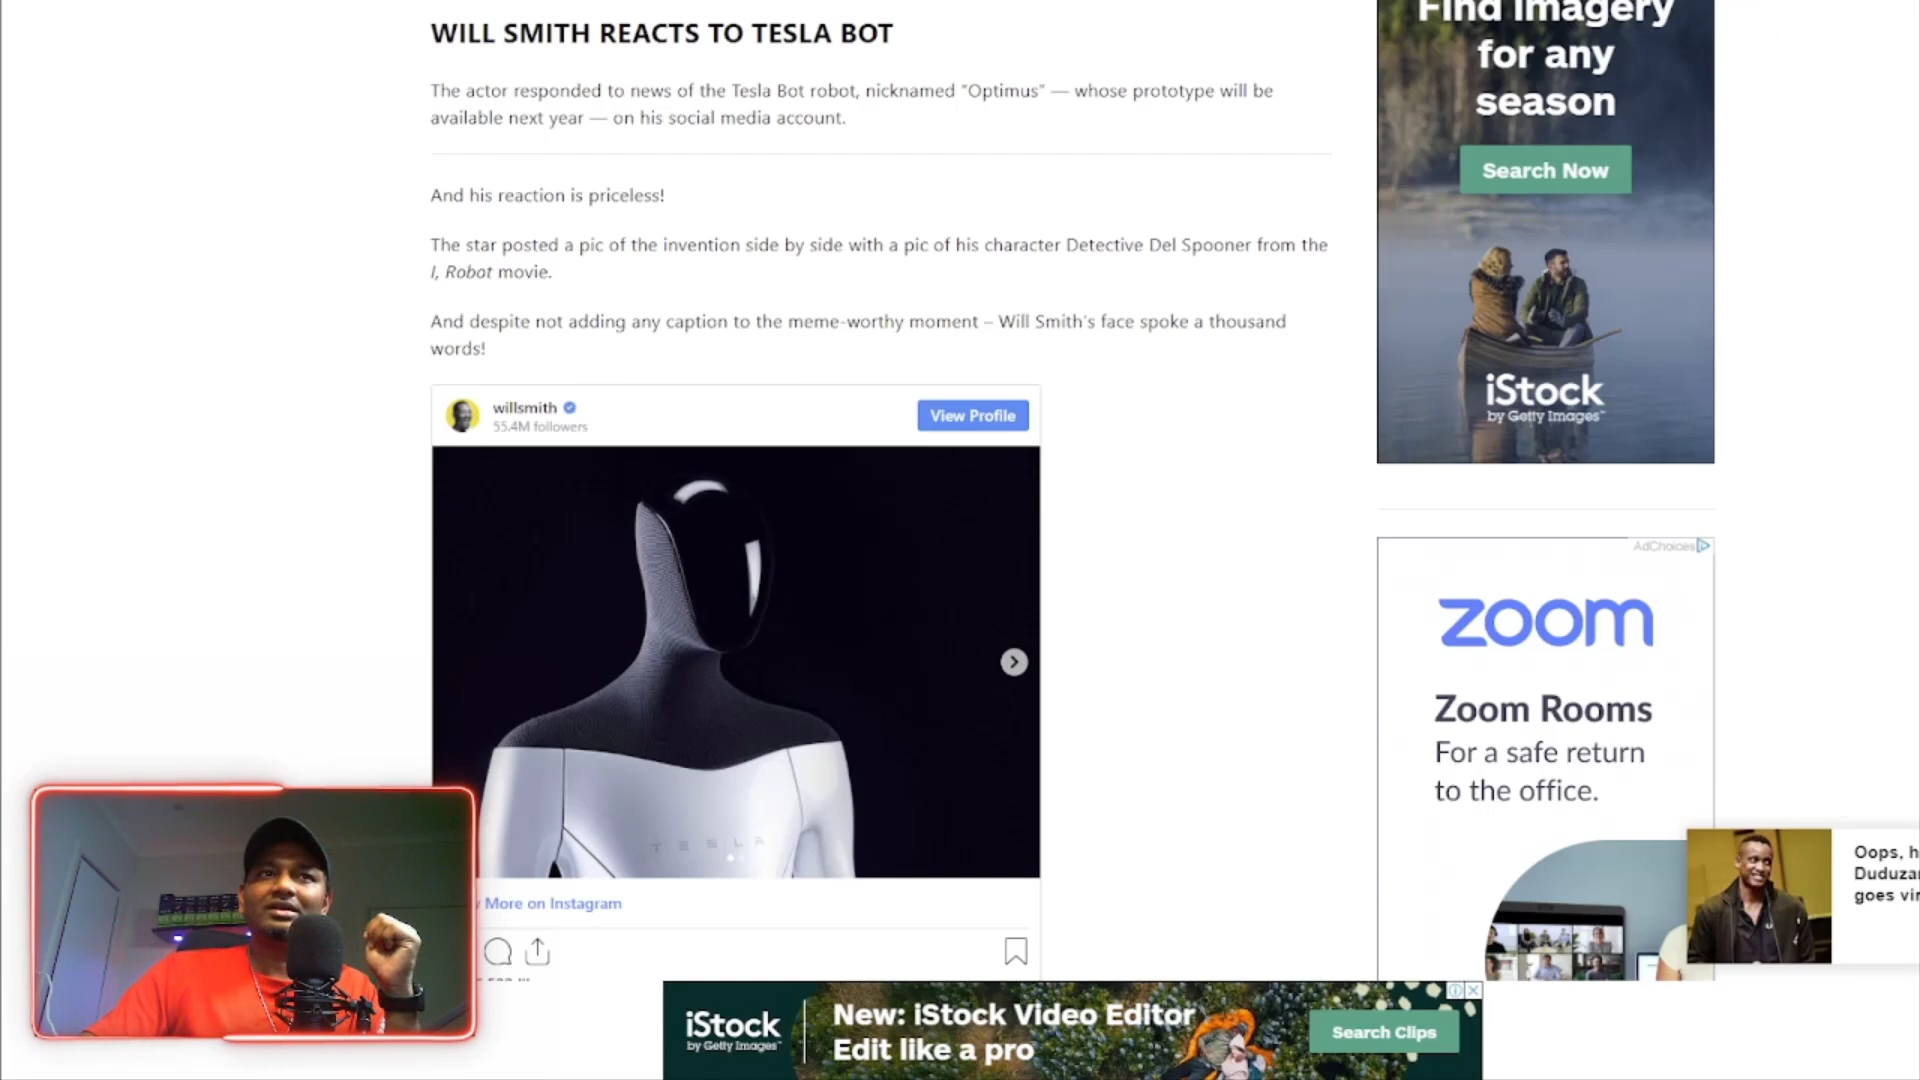 WILL SMITH REACTS TO TESLA BOT
The actor responded to news of the Tesla Bot robot, nicknamed “Optimus” — whose prototype will be
available next year — on his social media account.
And his reaction is priceless!
The star posted a pic of the invention side by side with a pic of his character Detective Del Spooner from the
I, Robot movie.
And despite not adding any caption to the meme-worthy moment – Will Smith's face spoke a thousand
words!
willsmith
55.4M followers
View Profile
TESLA
More on Instagram
Find imagery
for any
season
Search Now
iStock
by Getty Images™
AdChoices
zoom
Zoom Rooms
For a safe return
to the office.
Oops, h
Duduza
goes vi
iStock
by Getty Images™
New: iStock Video Editor
Edit like a pro
Search Clips